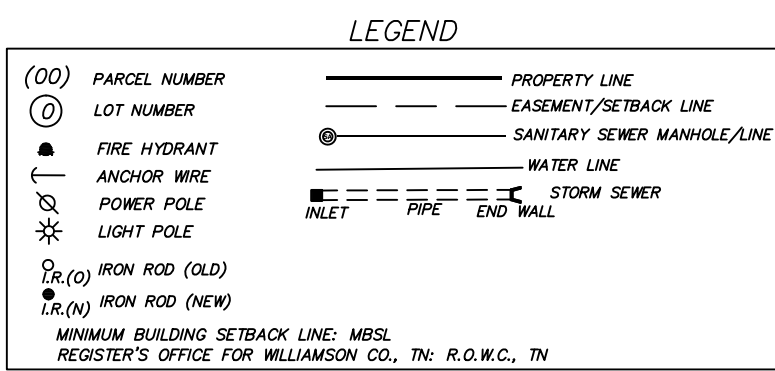 LEGEND
(00) PARCEL NUMBER
0 LOT NUMBER
FIRE HYDRANT
ANCHOR WIRE
POWER POLE
LIGHT POLE
I.R.(O) IRON ROD (OLD)
I.R.(N) IRON ROD (NEW)
PROPERTY LINE
EASEMENT/SETBACK LINE
SA SANITARY SEWER MANHOLE/LINE
WATER LINE
STORM SEWER
INLET PIPE END WALL
MINIMUM BUILDING SETBACK LINE: MBSL
REGISTER'S OFFICE FOR WILLIAMSON CO., TN: R.O.W.C., TN